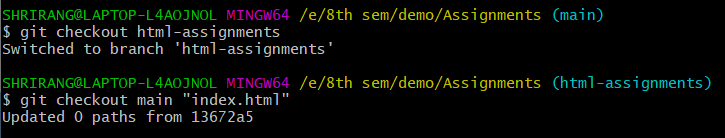 SHRIRANG@LAPTOP-L4AOJNOL MINGW64 /e/8th sem/demo/Assignments (main)
$ git checkout html-assignments
Switched to branch 'html-assignments'
SHRIRANG@LAPTOP-L4AOJNOL MINGW64 /e/8th sem/demo/Assignments (html-assignments)
$ git checkout main "index.html"
Updated 0 paths from 13672a5